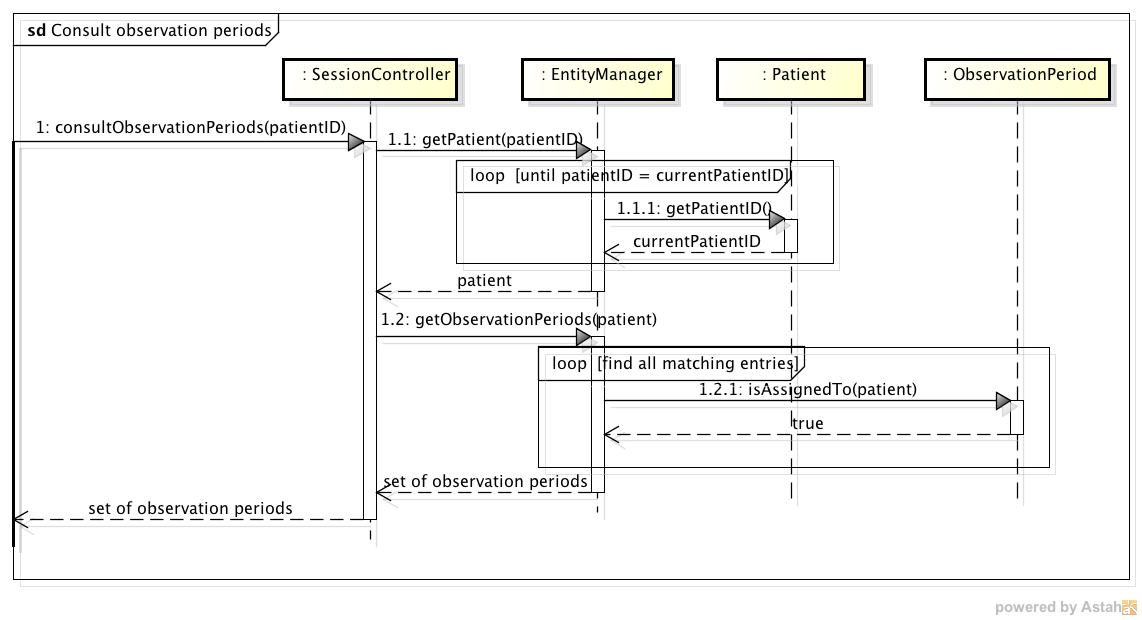 sd Consult observation periods
: SessionController
: EntityManager
: Patient
: ObservationPeriod
1: consultObservationPeriods(patientID)
1.1: getPatient(patientID)
loop [until patientID = currentPatientID]
1.1.1: getPatientID()
currentPatientID
patient
1.2: getObservationPeriods(patient)
loop [find all matching entries]
1.2.1: isAssignedTo(patient)
true
set of observation periods
set of observation periods
powered by Astah